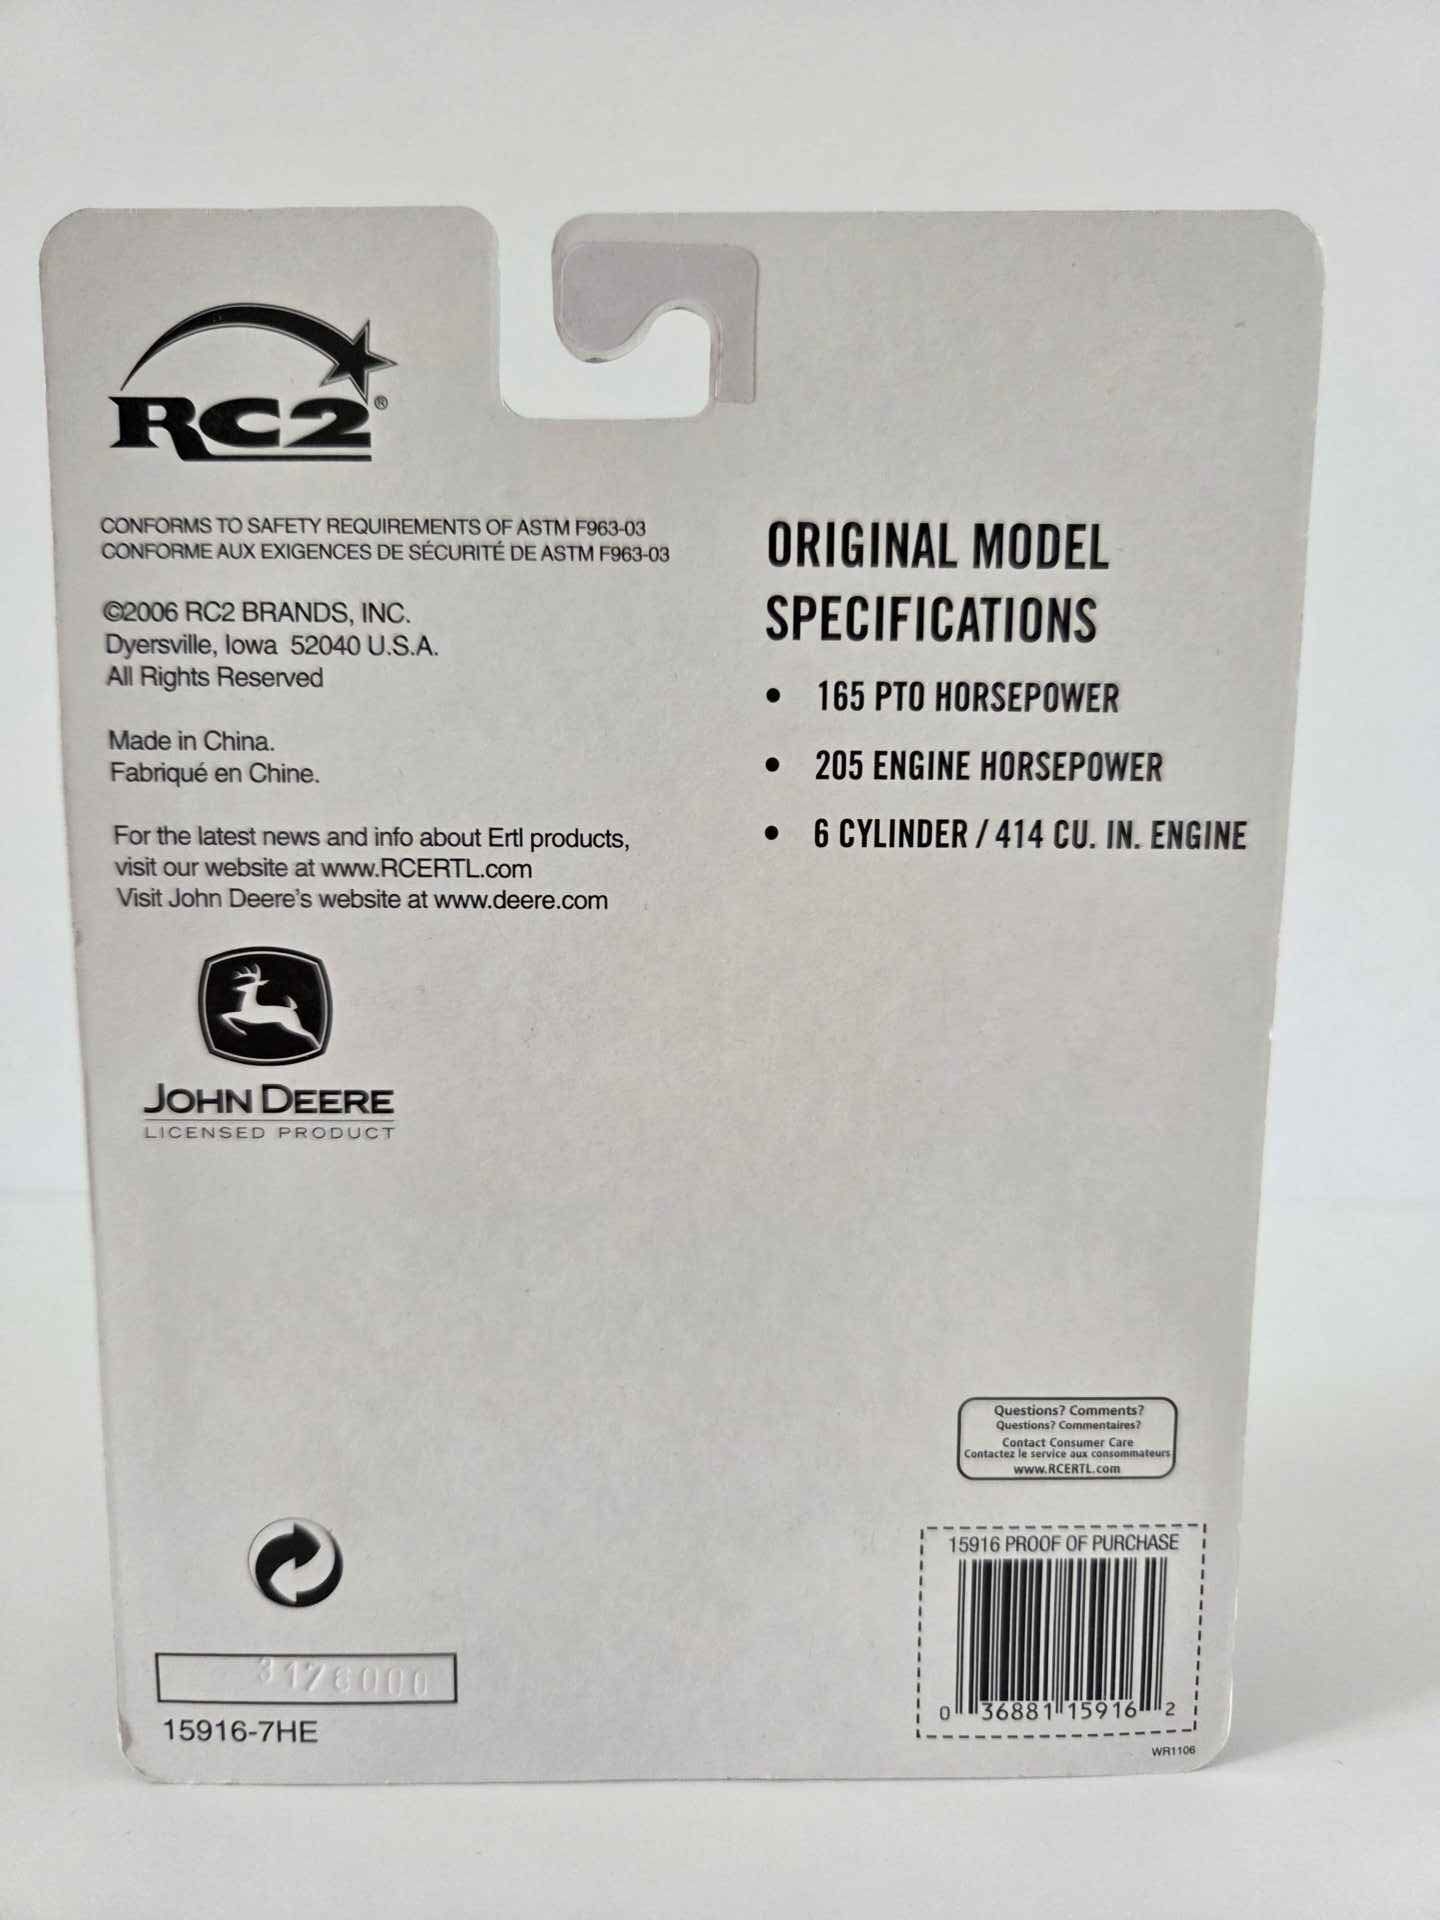 RC2®
CONFORMS TO SAFETY REQUIREMENTS OF ASTM F963-03
CONFORME AUX EXIGENCES DE SÉCURITÉ DE ASTM F963-03
©2006 RC2 BRANDS, INC.
Dyersville, Iowa 52040 U.S.A.
All Rights Reserved
Made in China.
Fabriqué en Chine.
For the latest news and info about Ertl products,
visit our website at www.RCERTL.com
Visit John Deere's website at www.deere.com
JOHN DEERE
LICENSED PRODUCT
ORIGINAL MODEL
SPECIFICATIONS
• 165 PTO HORSEPOWER
• 205 ENGINE HORSEPOWER
• 6 CYLINDER / 414 CU. IN. ENGINE
Questions? Comments?
Questions? Commentaires?
Contact Consumer Care
Contactez le service aux consommateurs
www.RCERTL.com
3176000
15916-7HE
15916 PROOF OF PURCHASE
0 36881 15916 2
WR1106